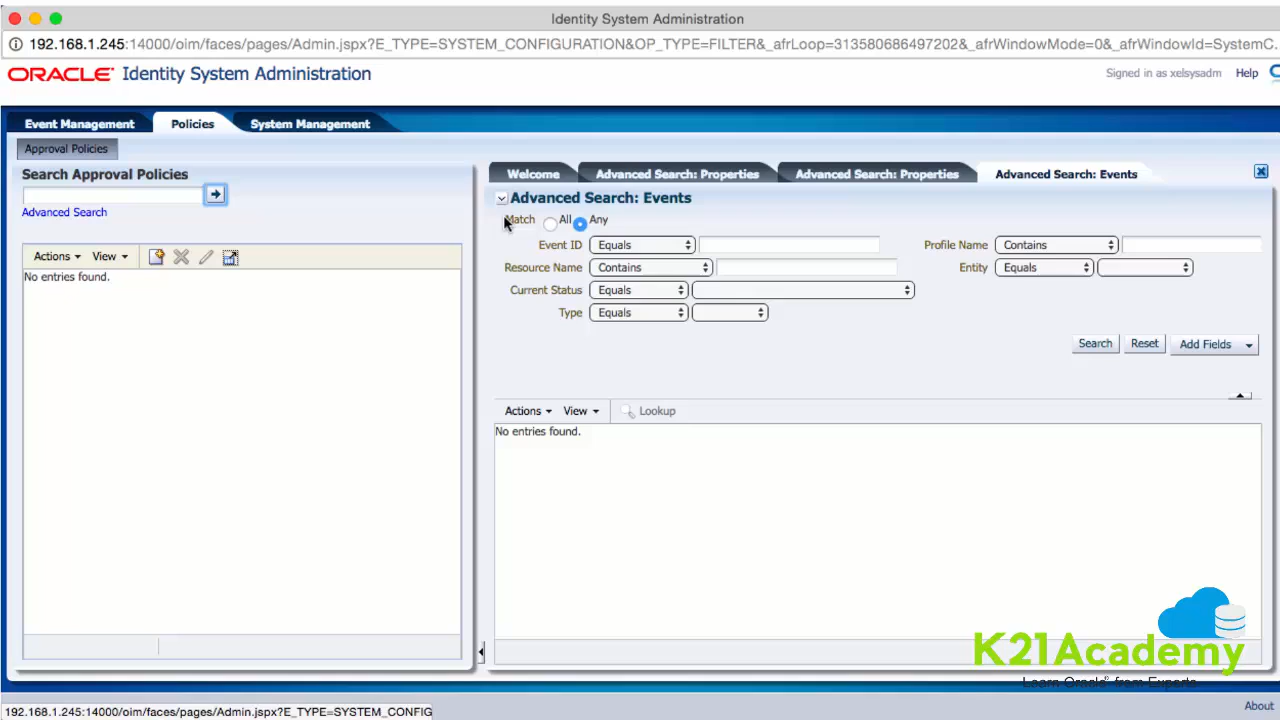 Identity System Administration
192.168.1.245:14000/oim/faces/pages/Admin.jspx?E_TYPE=SYSTEM_CONFIGURATION&OP_TYPE=FILTER&_afrLoop=313580686497202&_afrWindowMode=0&_afrWindowId=SystemC.
ORACLE Identity System Administration
Signed in as xelsysadm Help
Event Management Policies System Management
Approval Policies
Search Approval Policies
Advanced Search
Actions View
No entries found.
Welcome Advanced Search: Properties Advanced Search: Properties Advanced Search: Events
Advanced Search: Events
Match All Any
Event ID Equals Profile Name Contains
Resource Name Contains Entity Equals
Current Status Equals
Type Equals
Search Reset Add Fields
Actions View Lookup
No entries found.
K21Academy
Learn Oracle from Experts
About
192.168.1.245:14000/oim/faces/pages/Admin.jspx?E_TYPE=SYSTEM_CONFIG